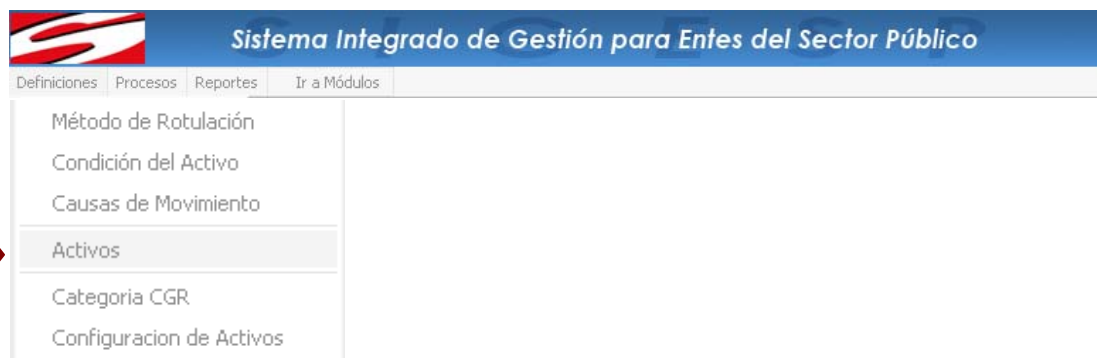 Sistema Integrado de Gestión para Entes del Sector Público
Definiciones Procesos Reportes Ir a Módulos
Método de Rotulación
Condición del Activo
Causas de Movimiento
Activos
Categoria CGR
Configuracion de Activos